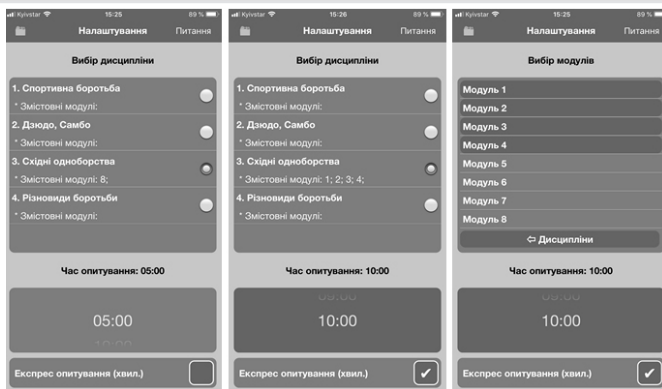 Kyivstar 15:25 89 %
Налаштування Питання
Вибір дисципліни
1. Спортивна боротьба
* Змістовні модулі:
2. Дзюдо, Самбо
* Змістовні модулі:
3. Східні одноборства
* Змістовні модулі: 8;
4. Різновиди боротьби
* Змістовні модулі:
Час опитування: 05:00
05:00
10:00
Експрес опитування (хвил.)
Kyivstar 15:26 89 %
Налаштування Питання
Вибір дисципліни
1. Спортивна боротьба
* Змістовні модулі:
2. Дзюдо, Самбо
* Змістовні модулі:
3. Східні одноборства
* Змістовні модулі: 1; 2; 3; 4;
4. Різновиди боротьби
* Змістовні модулі:
Час опитування: 10:00
09:00
10:00
Експрес опитування (хвил.)
Kyivstar 15:25 89 %
Налаштування Питання
Вибір модулів
Модуль 1
Модуль 2
Модуль 3
Модуль 4
Модуль 5
Модуль 6
Модуль 7
Модуль 8
⇦ Дисципліни
Час опитування: 10:00
09:00
10:00
Експрес опитування (хвил.)